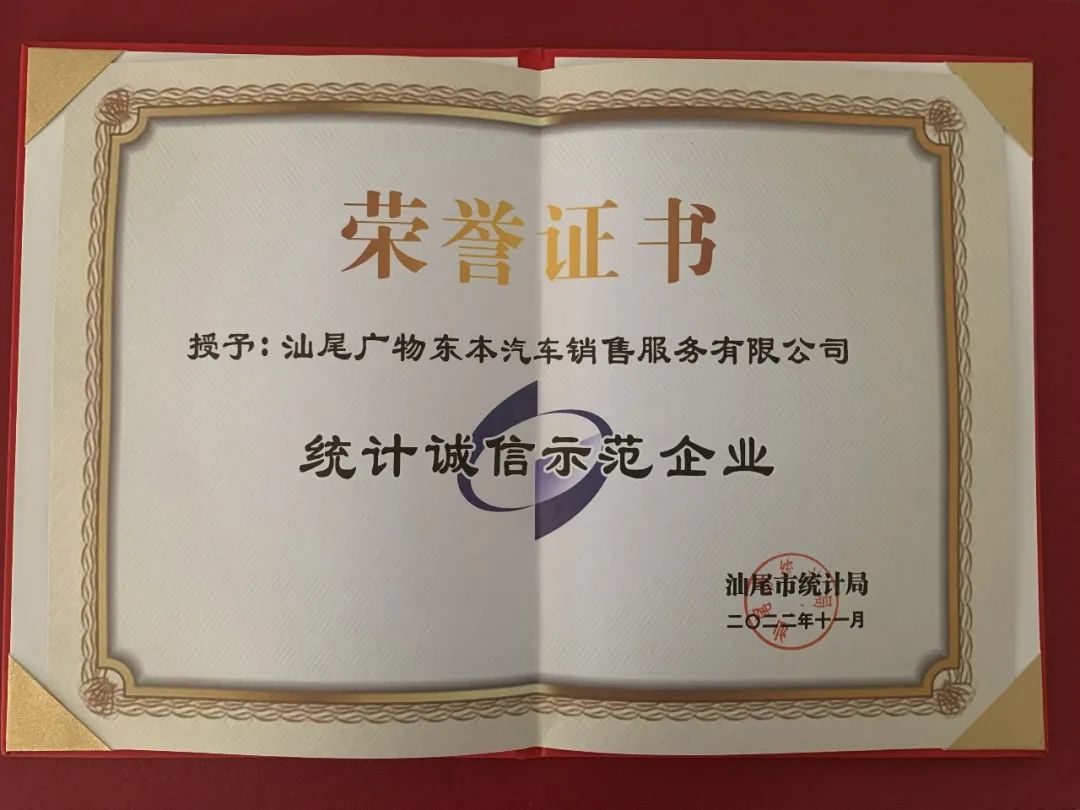 荣誉证书
授予:汕尾广物东本汽车销售服务有限公司
统计诚信示范企业
汕尾市统计局
二〇二二年十一月